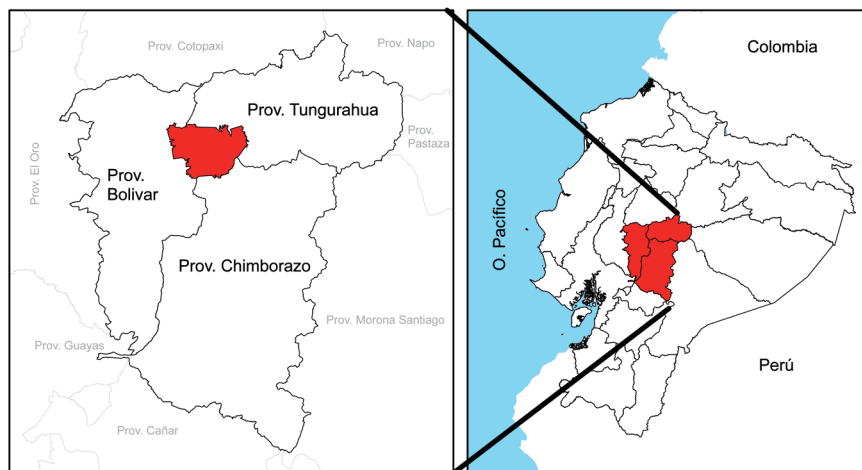 Prov. Cotopaxi
Prov. Napo
Prov. Tungurahua
Prov. Pastaza
Prov. El Oro
Prov.
Bolivar
Prov. Chimborazo
Prov. Morona Santiago
Prov. Guayas
Prov. Cañar
Colombia
O. Pacífico
Perú